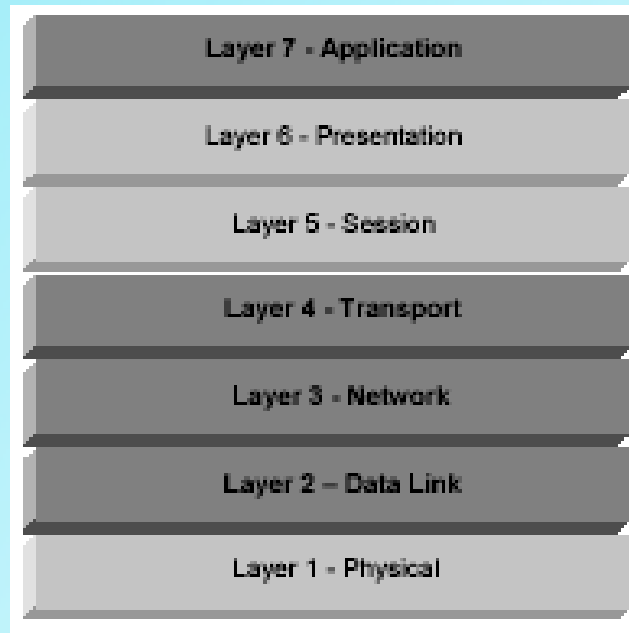 Layer 7 - Application
Layer 6 - Presentation
Layer 5 - Session
Layer 4 - Transport
Layer 3 - Network
Layer 2 – Data Link
Layer 1 - Physical